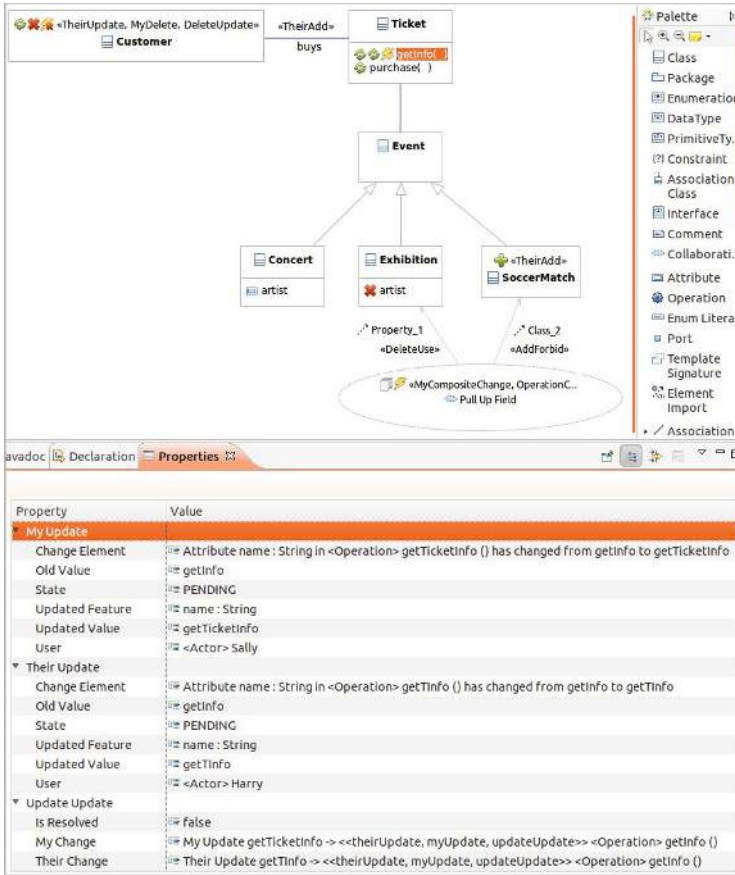 «TheirUpdate, MyDelete, DeleteUpdate»
Customer
«TheirAdd»
buys
Ticket
getInfo( )
purchase( )
Event
Concert
artist
Exhibition
artist
«TheirAdd»
SoccerMatch
Property_1
«DeleteUse»
Class_2
«AddForbid»
«MyCompositeChange, OperationC...
Pull Up Field
Palette
Class
Package
Enumeration
DataType
PrimitiveTy..
Constraint
Association
Class
Interface
Comment
Collaborati..
Attribute
Operation
Enum Litera
Port
Template
Signature
Element
Import
Association
avadoc Declaration Properties
Property Value
My Update
Change Element Attribute name : String in <Operation> getTicketInfo () has changed from getInfo to getTicketInfo
Old Value getInfo
State PENDING
Updated Feature name : String
Updated Value getTicketInfo
User <Actor> Sally
Their Update
Change Element Attribute name : String in <Operation> getTInfo () has changed from getInfo to getTInfo
Old Value getInfo
State PENDING
Updated Feature name : String
Updated Value getTInfo
User <Actor> Harry
Update Update
Is Resolved false
My Change My Update getTicketInfo -> <<theirUpdate, myUpdate, updateUpdate>> <Operation> getInfo ()
Their Change Their Update getTInfo -> <<theirUpdate, myUpdate, updateUpdate>> <Operation> getInfo ()